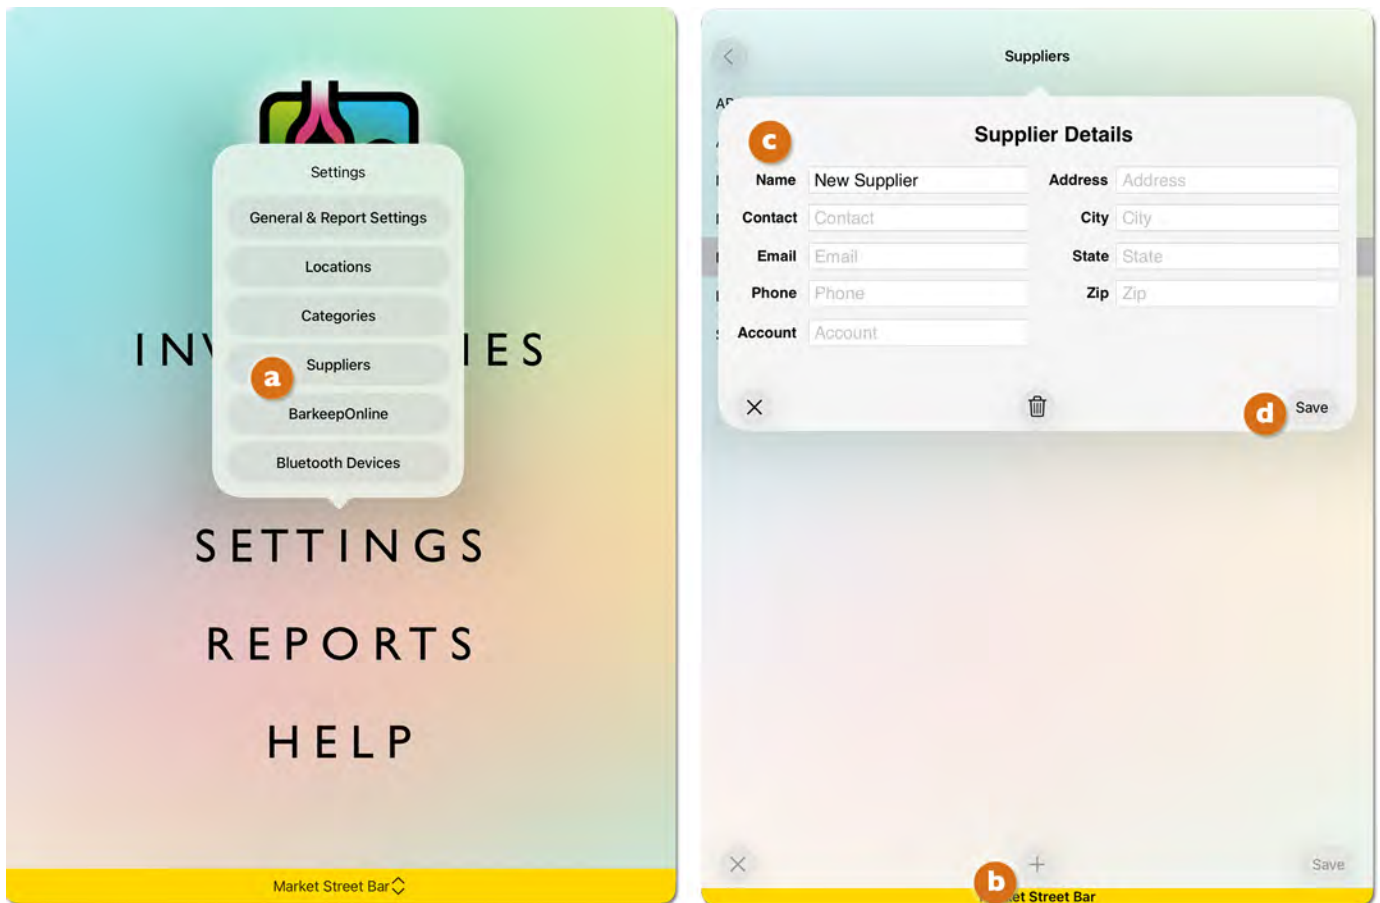 Settings
General & Report Settings
Locations
Categories
Suppliers
a
BarkeepOnline
Bluetooth Devices
SETTINGS
REPORTS
HELP
Market Street Bar
Suppliers
c
Supplier Details
Name New Supplier Address Address
Contact Contact City City
Email Email State State
Phone Phone Zip Zip
Account Account
d Save
Save
b
Street Bar